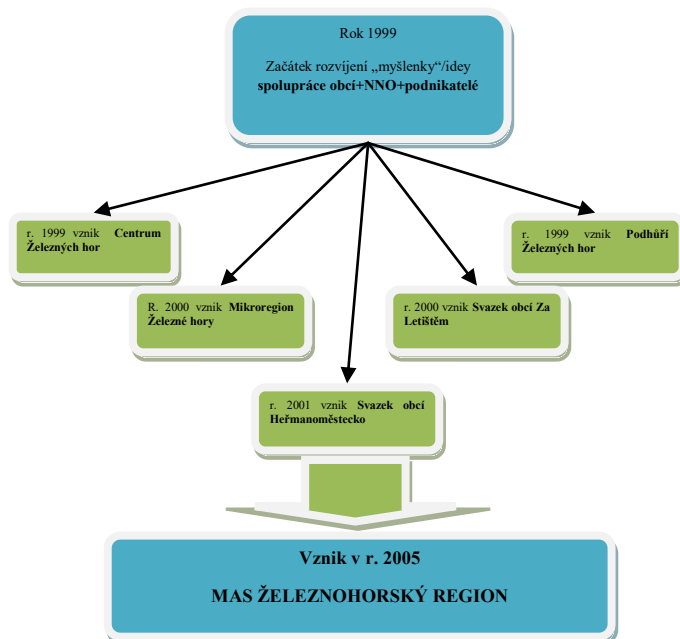 Rok 1999
Začátek rozvíjení „myšlenky“/idey
spolupráce obcí+NNO+podnikatelé
r. 1999 vznik Centrum
Železných hor
r. 1999 vznik Podhůří
Železných hor
R. 2000 vznik Mikroregion
Železné hory
r. 2000 vznik Svazek obcí Za
Letištěm
r. 2001 vznik Svazek obcí
Heřmanoměstecko
Vznik v r. 2005
MAS ŽELEZNOHORSKÝ REGION